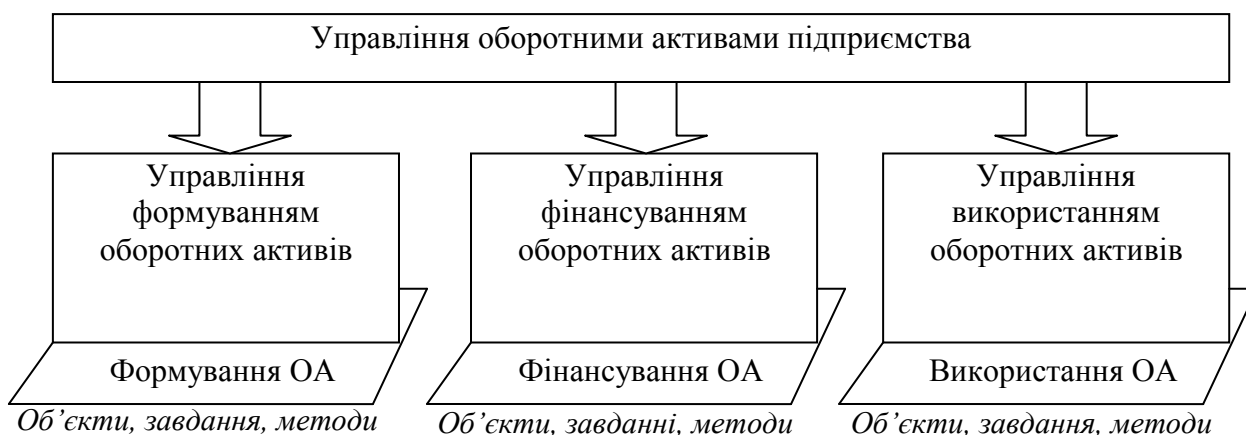 Управління оборотними активами підприємства
Управління
формуванням
оборотних активів
Формування ОА
Об’єкти, завдання, методи
Управління
фінансуванням
оборотних активів
Фінансування ОА
Об’єкти, завданні, методи
Управління
використанням
оборотних активів
Використання ОА
Об’єкти, завдання, методи